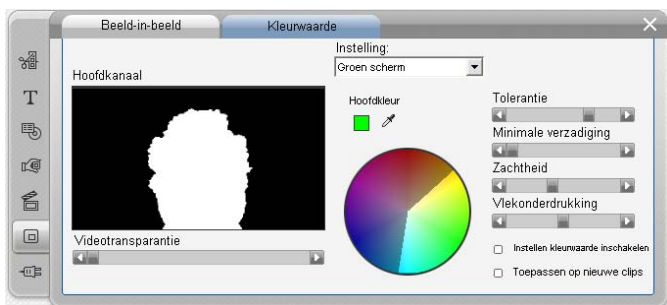 Beeld-in-beeld
Kleurwaarde
Instelling:
Groen scherm
Hoofdkanaal
T
Hoofdkleur
Tolerantie
Minimale verzadiging
Zachtheid
Vlekonderdrukking
Videotransparantie
Instellen kleurwaarde inschakelen
Toepassen op nieuwe clips